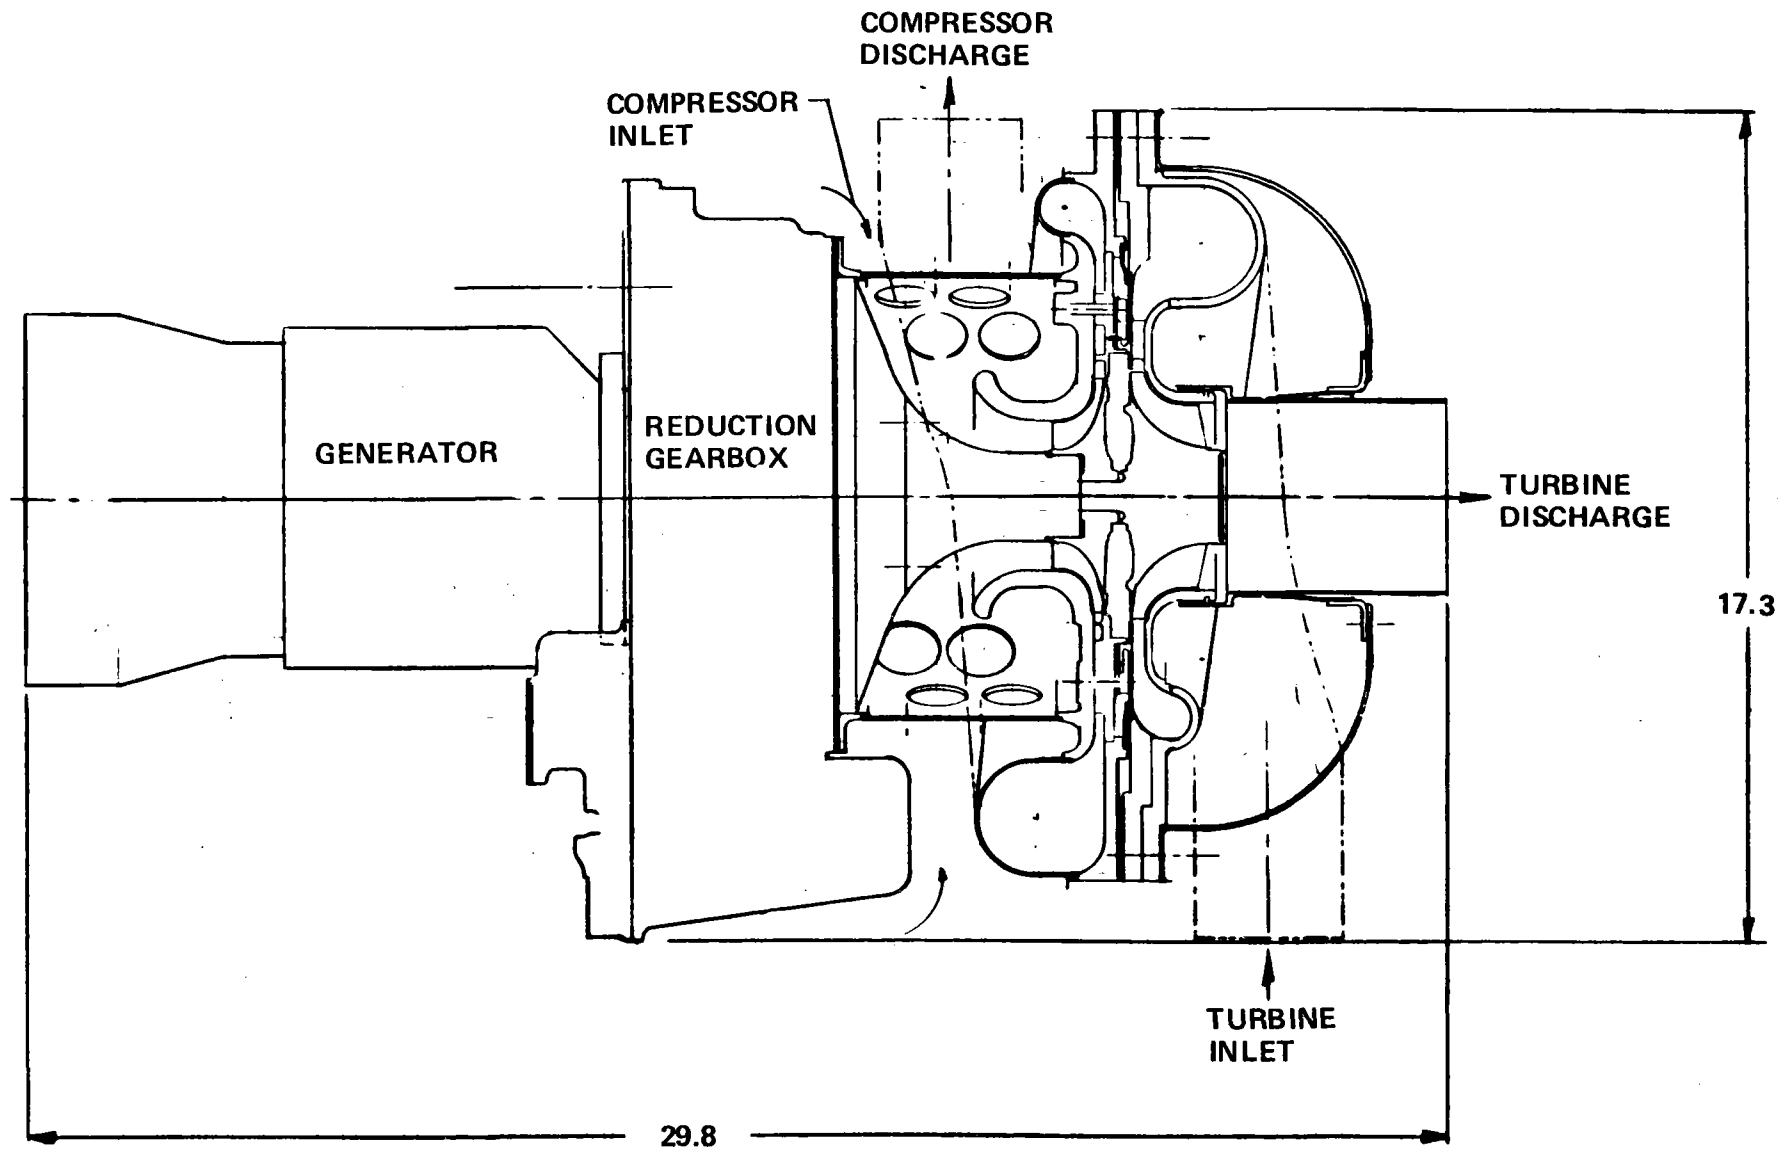 COMPRESSOR
DISCHARGE
COMPRESSOR
INLET
GENERATOR
REDUCTION
GEARBOX
TURBINE
DISCHARGE
17.3
TURBINE
INLET
29.8